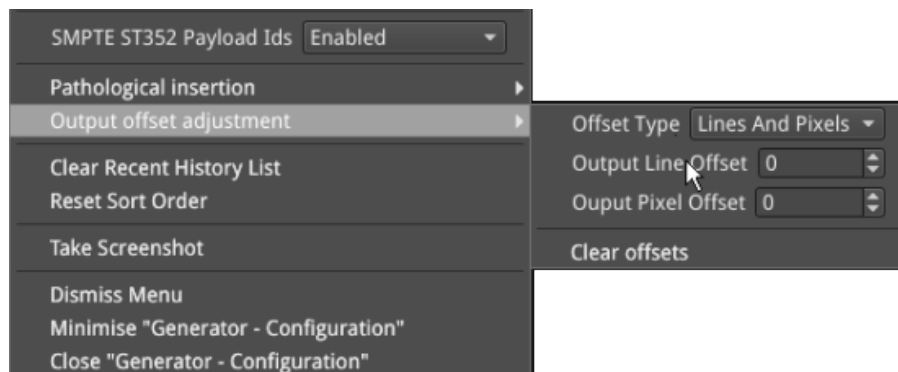 SMPTE ST352 Payload Ids Enabled
Pathological insertion
Output offset adjustment
Clear Recent History List
Reset Sort Order
Take Screenshot
Dismiss Menu
Minimise "Generator - Configuration"
Close "Generator - Configuration"
Offset Type Lines And Pixels
Output Line Offset 0
Ouput Pixel Offset 0
Clear offsets